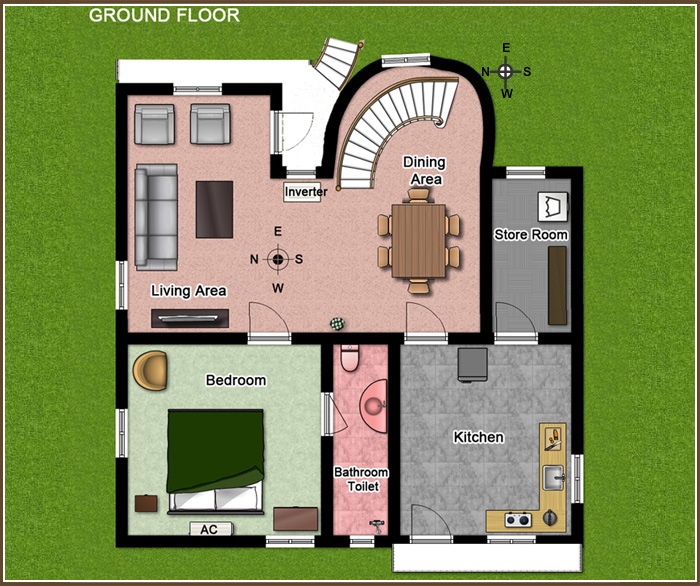 GROUND FLOOR
E
N S
W
Dining
Area
Inverter
Store Room
E
N S
W
Living Area
Bedroom
Kitchen
Bathroom
Toilet
AC